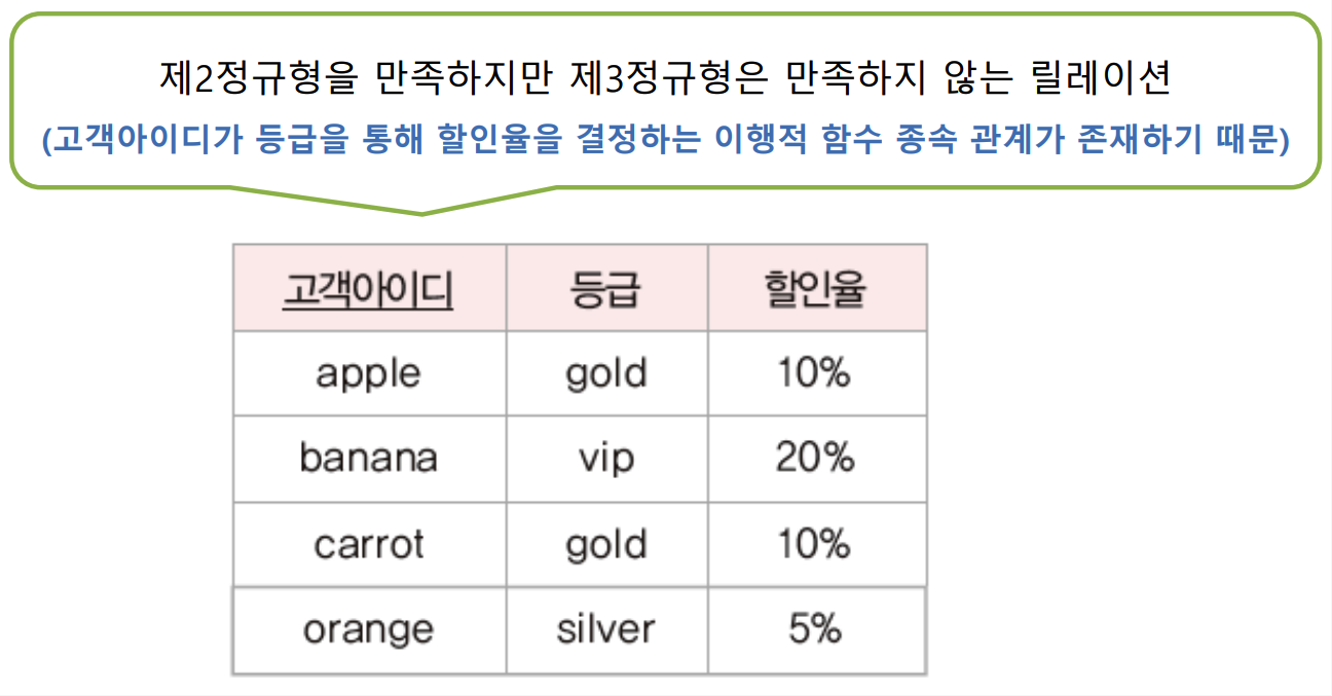 제2정규형을 만족하지만 제3정규형은 만족하지 않는 릴레이션
(고객아이디가 등급을 통해 할인율을 결정하는 이행적 함수 종속 관계가 존재하기 때문)
고객아이디 등급 할인율
apple gold 10%
banana vip 20%
carrot gold 10%
orange silver 5%